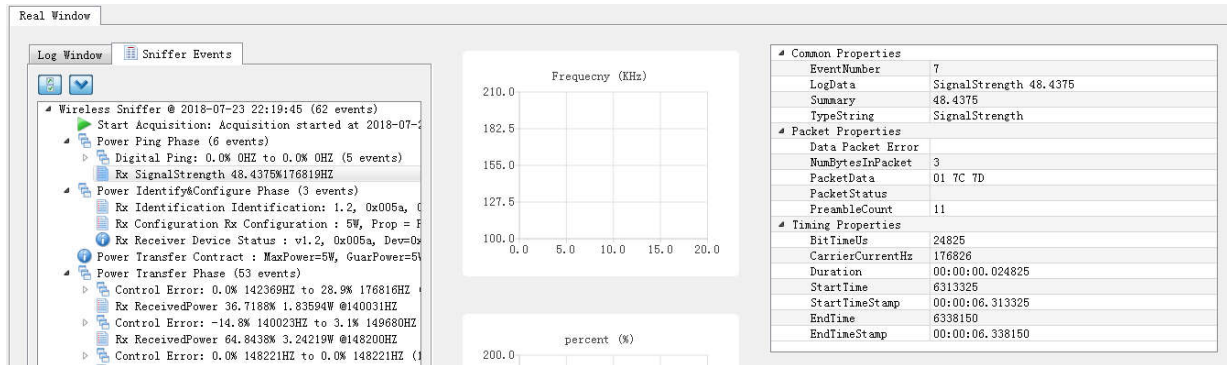 Real Window
Log Window
Sniffer Events
Wireless Sniffer @ 2018-07-23 22:19:45 (62 events)
Start Acquisition: Acquisition started at 2018-07-2
Power Ping Phase (6 events)
Digital Ping: 0.0% 0HZ to 0.0% 0HZ (5 events)
Rx SignalStrength 48.4375%176819HZ
Power Identify&Configure Phase (3 events)
Rx Identification Identification: 1.2, 0x005a, 0
Rx Configuration Rx Configuration : 5W, Prop =
Rx Receiver Device Status : v1.2, 0x005a, Dev=0x
Power Transfer Contract : MaxPower=5W, GuarPower=5W
Power Transfer Phase (53 events)
Control Error: 0.0% 142369HZ to 28.9% 176816HZ
Rx ReceivedPower 36.7188% 1.83594W @140031HZ
Control Error: -14.8% 140023HZ to 3.1% 149680HZ
Rx ReceivedPower 64.8438% 3.24219W @148200HZ
Control Error: 0.0% 148221HZ to 0.0% 148221HZ (1
Frequecny (KHz)
210.0
182.5
155.0
127.5
100.0
0.0 5.0 10.0 15.0 20.0
percent (%)
200.0
Common Properties
EventNumber 7
LogData SignalStrength 48.4375
Summary 48.4375
TypeString SignalStrength
Packet Properties
Data Packet Error
NumBytesInPacket 3
PacketData 01 7C 7D
PacketStatus
PreambleCount 11
Timing Properties
BitTimeUs 24825
CarrierCurrentHz 176826
Duration 00:00:00.024825
StartTime 6313325
StartTimeStamp 00:00:06.313325
EndTime 6338150
EndTimeStamp 00:00:06.338150